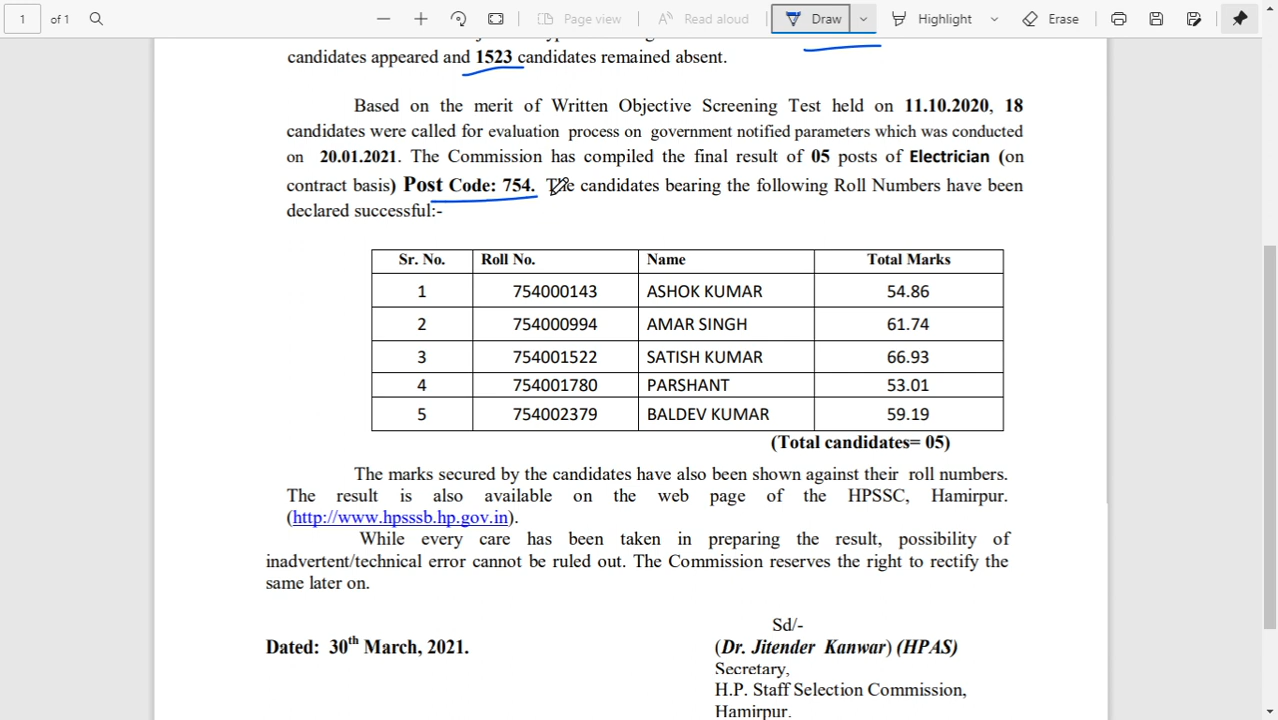 1 of 1 Page view Read aloud Draw Highlight Erase
candidates appeared and 1523 candidates remained absent.
Based on the merit of Written Objective Screening Test held on 11.10.2020, 18
candidates were called for evaluation process on government notified parameters which was conducted
on 20.01.2021. The Commission has compiled the final result of 05 posts of Electrician (on
contract basis) Post Code: 754. The candidates bearing the following Roll Numbers have been
declared successful:-
Sr. No. Roll No. Name Total Marks
1 754000143 ASHOK KUMAR 54.86
2 754000994 AMAR SINGH 61.74
3 754001522 SATISH KUMAR 66.93
4 754001780 PARSHANT 53.01
5 754002379 BALDEV KUMAR 59.19
(Total candidates= 05)
The marks secured by the candidates have also been shown against their roll numbers.
The result is also available on the web page of the HPSSC, Hamirpur.
(http://www.hpsssb.hp.gov.in).
While every care has been taken in preparing the result, possibility of
inadvertent/technical error cannot be ruled out. The Commission reserves the right to rectify the
same later on.
Sd/-
Dated: 30th March, 2021. (Dr. Jitender Kanwar) (HPAS)
Secretary,
H.P. Staff Selection Commission,
Hamirpur.